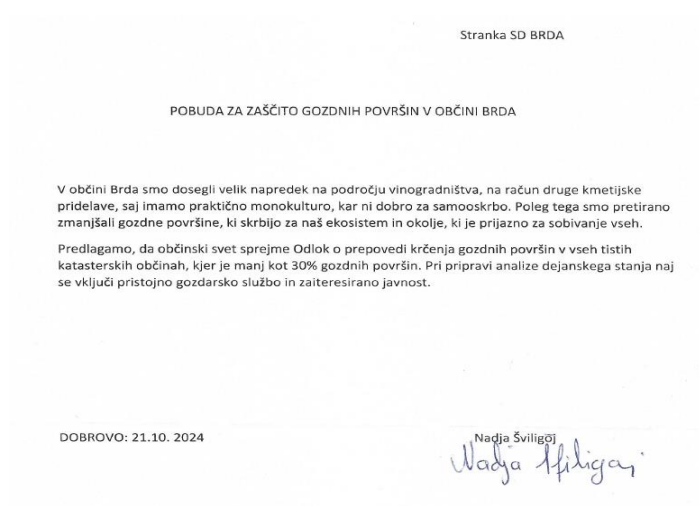 Stranka SD BRDA
POBUDA ZA ZAŠČITO GOZDNIH POVRŠIN V OBČINI BRDA
V občini Brda smo dosegli velik napredek na področju vinogradništva, na račun druge kmetijske
pridelave, saj imamo praktično monokulturo, kar ni dobro za samooskrbo. Poleg tega smo pretirano
zmanjšali gozdne površine, ki skrbijo za naš ekosistem in okolje, ki je prijazno za sobivanje vseh.
Predlagamo, da občinski svet sprejme Odlok o prepovedi krčenja gozdnih površin v vseh tistih
katasterskih občinah, kjer je manj kot 30% gozdnih površin. Pri pripravi analize dejanskega stanja naj
se vključi pristojno gozdarsko službo in zaiteresirano javnost.
DOBROVO: 21.10. 2024
Nadja Šviligōj
Nadja Sfiligoj